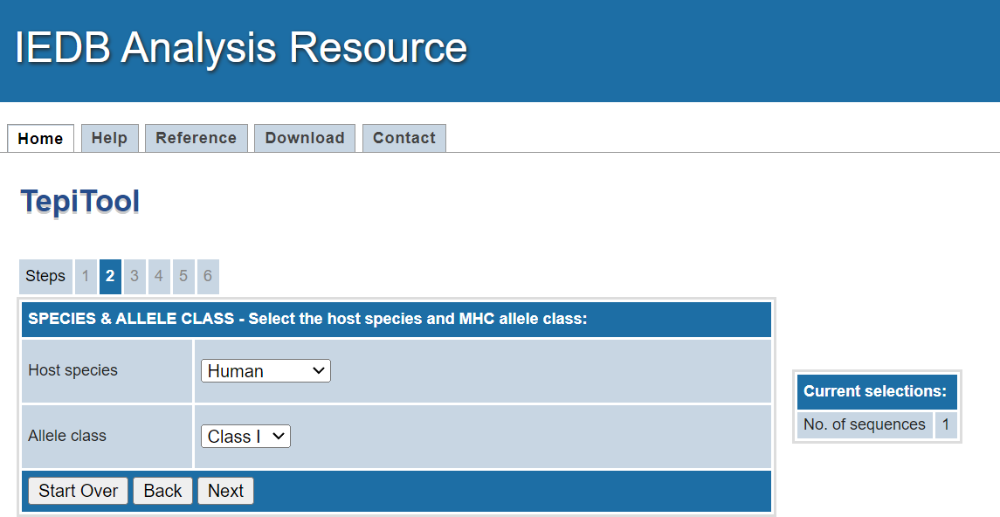 IEDB Analysis Resource
Home Help Reference Download Contact
TepiTool
Steps 1 2 3 4 5 6
SPECIES & ALLELE CLASS - Select the host species and MHC allele class:
Host species Human
Allele class Class I
Start Over Back Next
Current selections:
No. of sequences 1